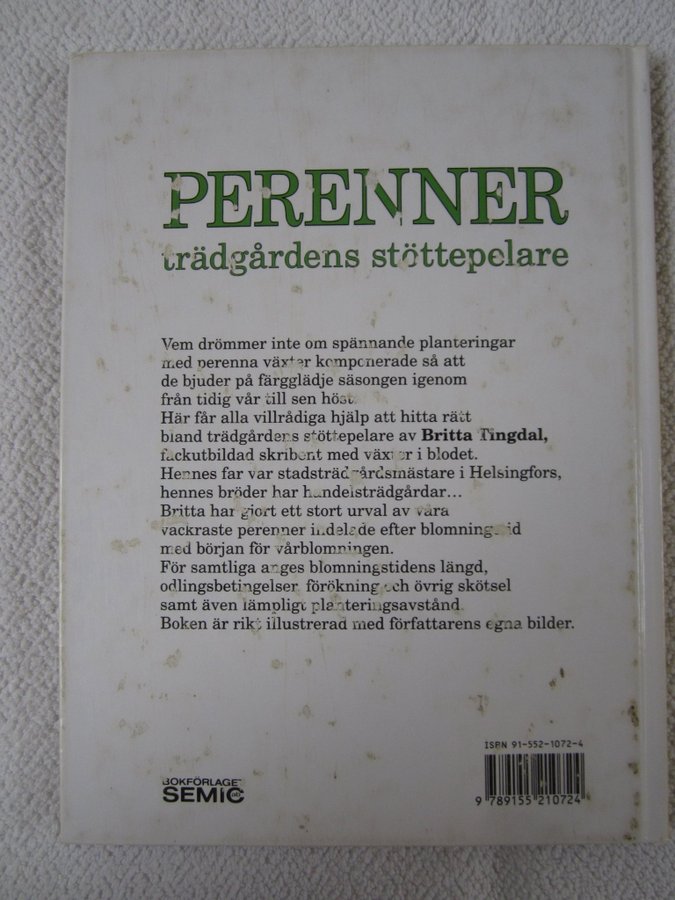 PERENNER
trädgårdens stöttepelare
Vem drömmer inte om spännande planteringar
med perenna växter komponerade så att
de bjuder på färgglädje säsongen igenom
från tidig vår till sen höst.
Här får alla villrådiga hjälp att hitta rätt
bland trädgårdens stöttepelare av Britta Tingdal,
fackutbildad skribent med växter i blodet.
Hennes far var stadsträdgårdsmästare i Helsingfors,
hennes bröder har handelsträdgårdar...
Britta har gjort ett stort urval av våra
vackraste perenner indelade efter blomningstid
med början för vårblomningen.
För samtliga anges blomningstidens längd,
odlingsbetingelser, förökning och övrig skötsel
samt även lämpligt planteringsavstånd.
Boken är rikt illustrerad med författarens egna bilder.
ISBN 91-552-1072-4
9 789155 210724
BOKFÖRLAGET
SEMIC